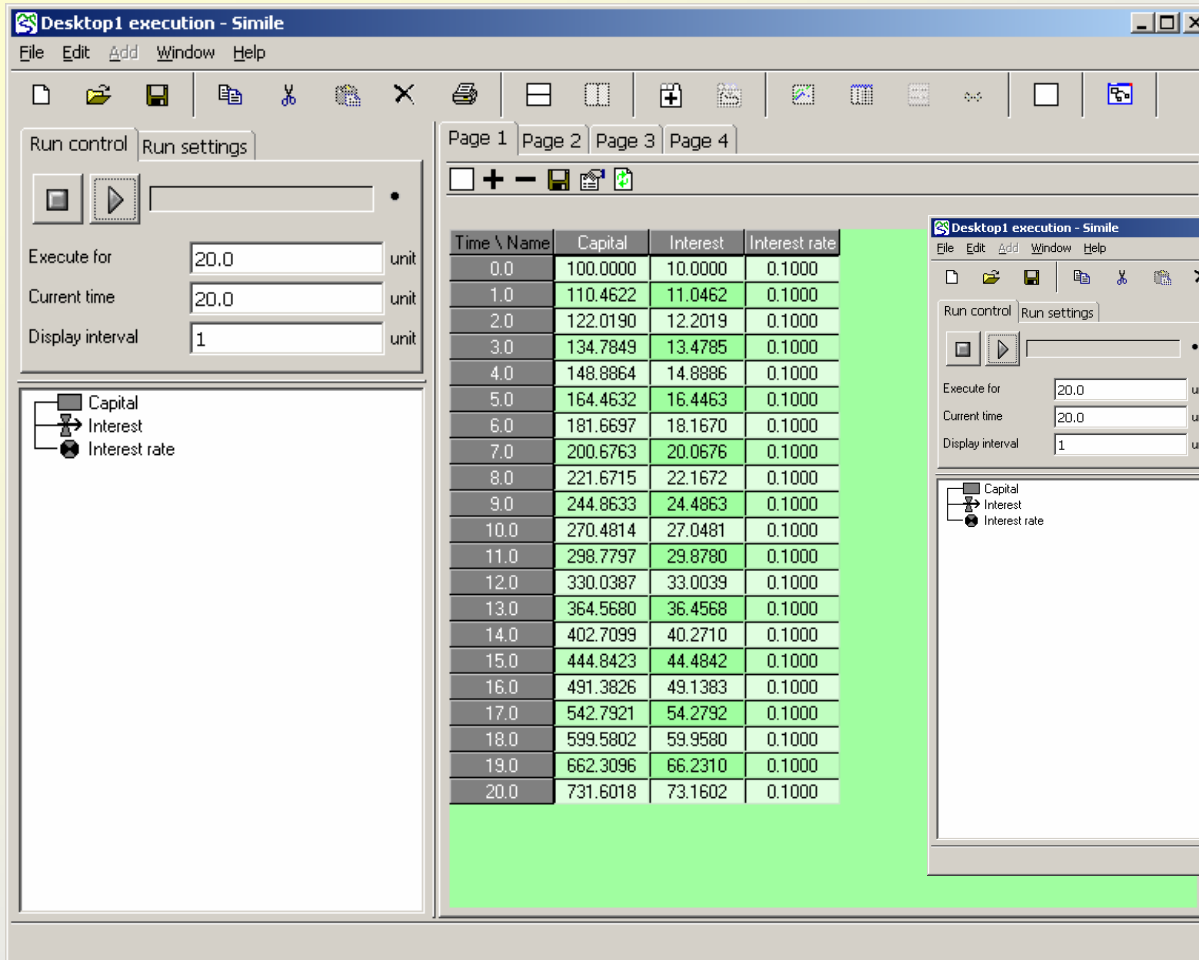 Desktop1 execution - Simile
File Edit Add Window Help
Run control Run settings
Execute for 20.0 unit
Current time 20.0 unit
Display interval 1 unit
Capital
Interest
Interest rate
Page 1 Page 2 Page 3 Page 4
Time \ Name Capital Interest Interest rate
0.0 100.0000 10.0000 0.1000
1.0 110.4622 11.0462 0.1000
2.0 122.0190 12.2019 0.1000
3.0 134.7849 13.4785 0.1000
4.0 148.8864 14.8886 0.1000
5.0 164.4632 16.4463 0.1000
6.0 181.6697 18.1670 0.1000
7.0 200.6763 20.0676 0.1000
8.0 221.6715 22.1672 0.1000
9.0 244.8633 24.4863 0.1000
10.0 270.4814 27.0481 0.1000
11.0 298.7797 29.8780 0.1000
12.0 330.0387 33.0039 0.1000
13.0 364.5680 36.4568 0.1000
14.0 402.7099 40.2710 0.1000
15.0 444.8423 44.4842 0.1000
16.0 491.3826 49.1383 0.1000
17.0 542.7921 54.2792 0.1000
18.0 599.5802 59.9580 0.1000
19.0 662.3096 66.2310 0.1000
20.0 731.6018 73.1602 0.1000
Desktop1 execution - Simile
File Edit Add Window Help
Run control Run settings
Execute for 20.0 u
Current time 20.0 u
Display interval 1 u
Capital
Interest
Interest rate